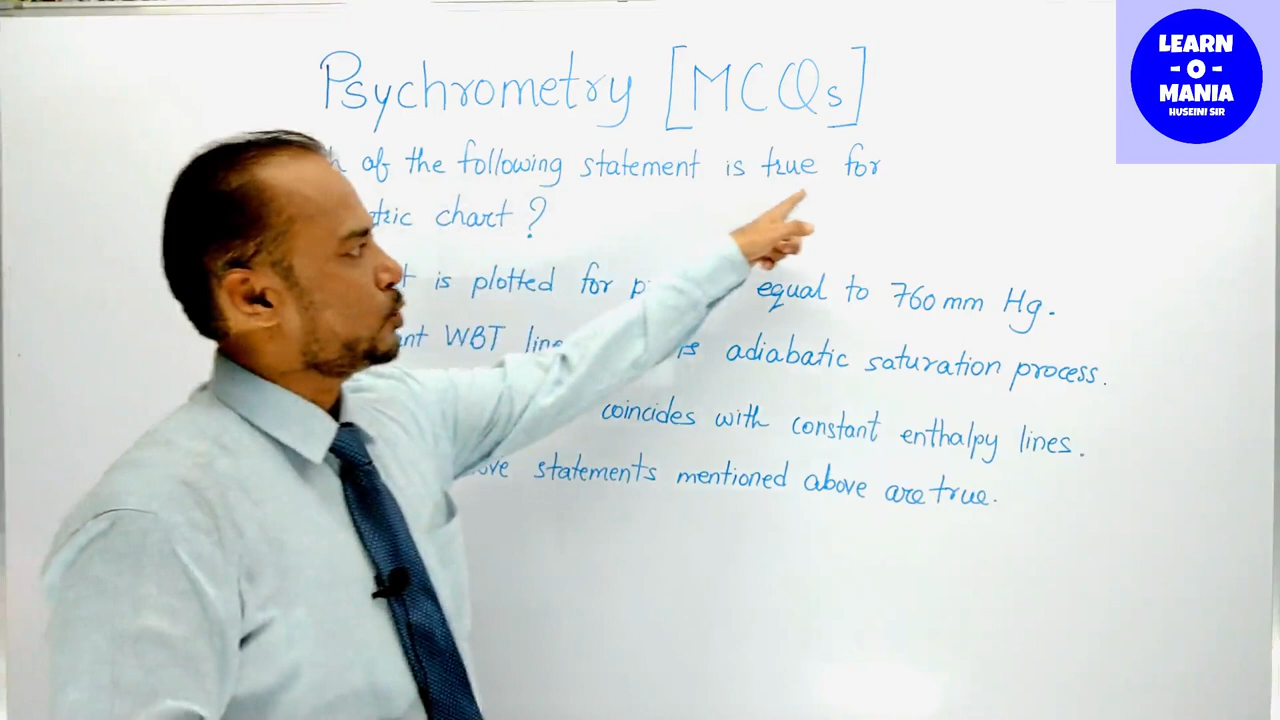 Psychrometry [MCQs]
of the following statement is true for
chart ?
is plotted for equal to 760 mm Hg.
WBT adiabatic saturation process.
coincides with constant enthalpy lines.
statements mentioned above are true.
LEARN
- O -
MANIA
HUSEINI SIR